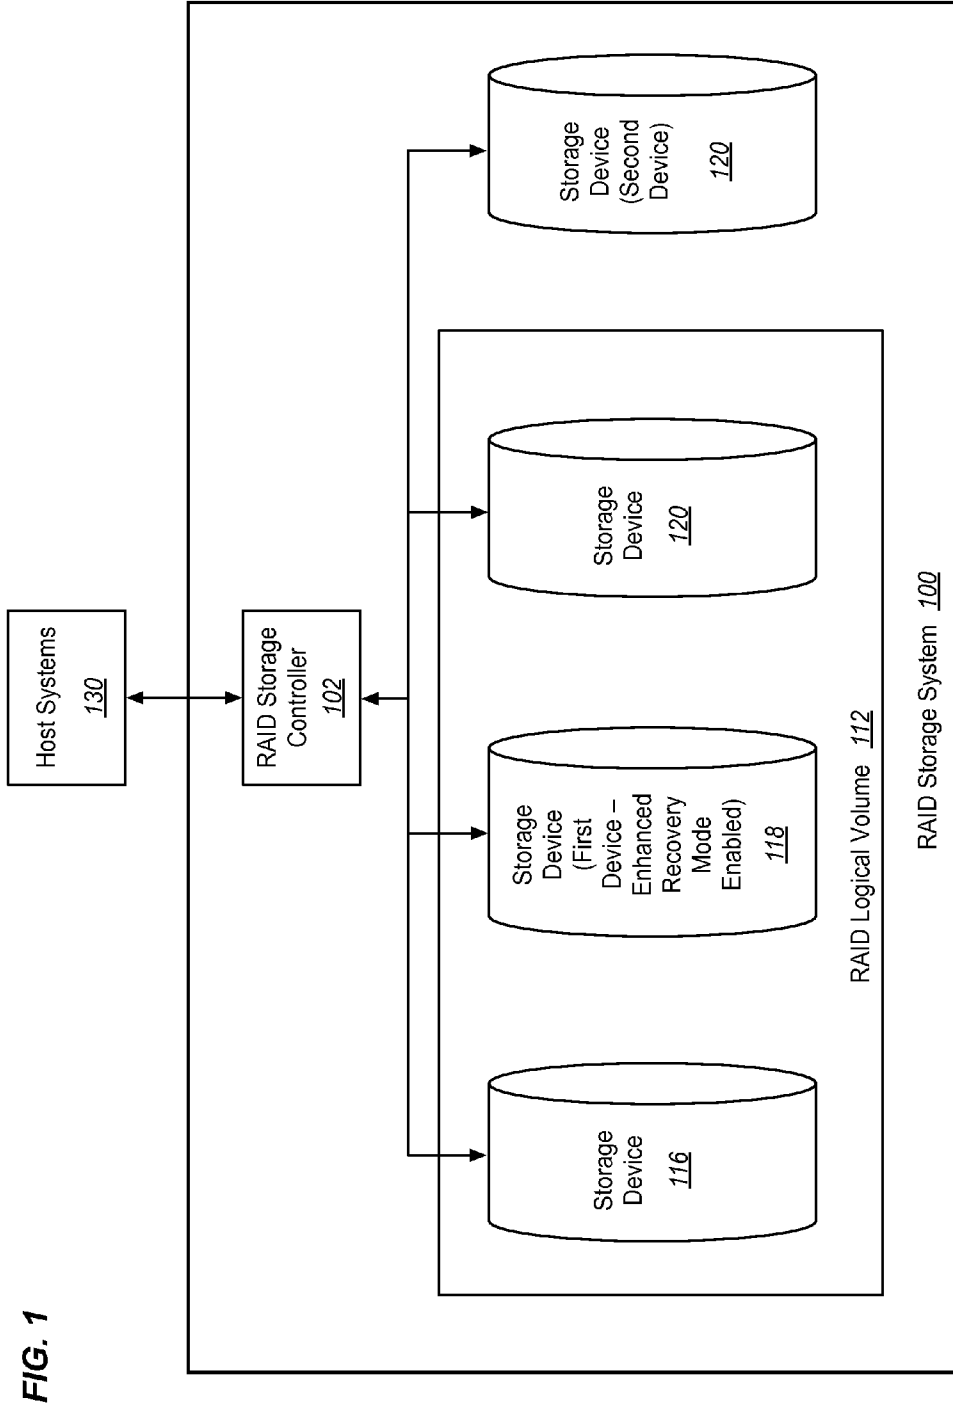 FIG. 1
Host Systems
130
RAID Storage
Controller
102
Storage
Device
116
Storage
Device
(First
Device –
Enhanced
Recovery
Mode
Enabled)
118
Storage
Device
120
Storage
Device
(Second
Device)
120
RAID Logical Volume 112
RAID Storage System 100